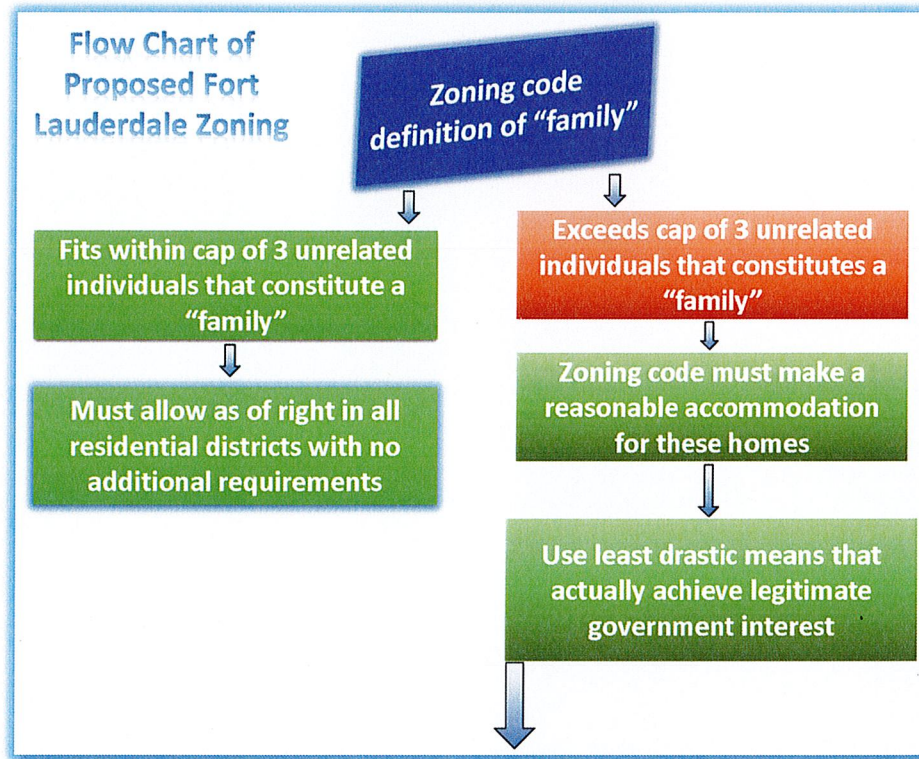 Flow Chart of
Proposed Fort
Lauderdale Zoning
Zoning code
definition of “family”
Fits within cap of 3 unrelated
individuals that constitute a
“family”
Must allow as of right in all
residential districts with no
additional requirements
Exceeds cap of 3 unrelated
individuals that constitutes a
“family”
Zoning code must make a
reasonable accommodation
for these homes
Use least drastic means that
actually achieve legitimate
government interest